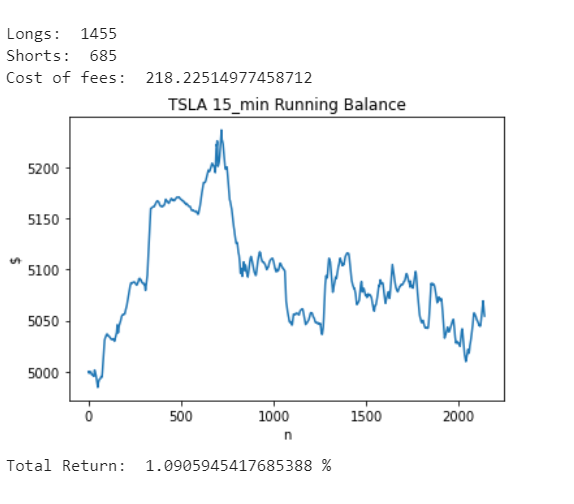 Longs:  1455
Shorts:  685
Cost of fees:  218.22514977458712
TSLA 15_min Running Balance
$
5200
5150
5100
5050
5000
0 500 1000 1500 2000
n
Total Return:  1.0905945417685388 %